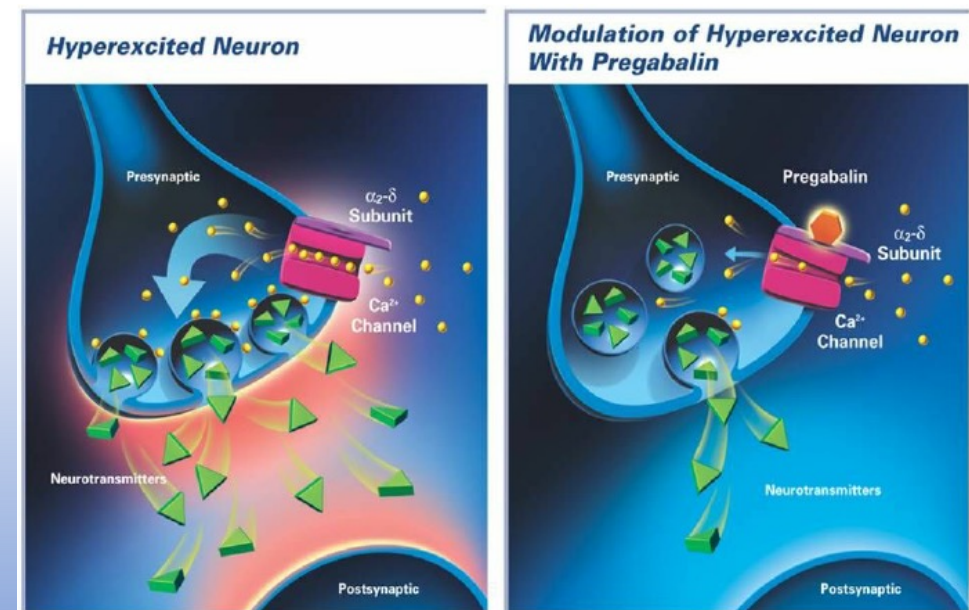 Hyperexcited Neuron
Presynaptic
α₂-δ
Subunit
Ca²⁺
Channel
Neurotransmitters
Postsynaptic
Modulation of Hyperexcited Neuron
With Pregabalin
Presynaptic
Pregabalin
α₂-δ
Subunit
Ca²⁺
Channel
Neurotransmitters
Postsynaptic